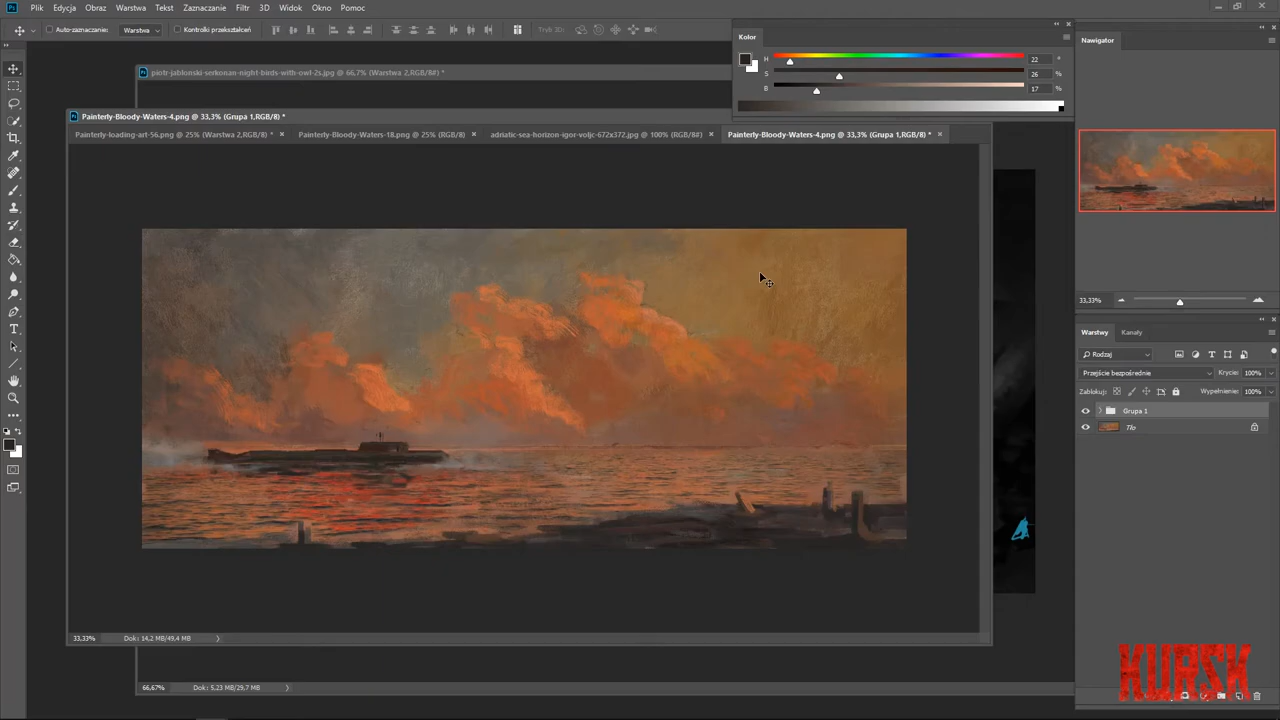 Ps Plik Edycja Obraz Warstwa Tekst Zaznaczanie Filtr 3D Widok Okno Pomoc
Auto-zaznaczanie: Warstwa Kontrolki przekształceń Tryb 3D:
Kolor
H 22 °
S 26 %
B 17 %
Nawigator
piotr-jablonski-serkonan-night-birds-with-owl-2s.jpg @ 66,7% (Warstwa 2,RGB/8#) *
Painterly-Bloody-Waters-4.png @ 33,3% (Grupa 1,RGB/8) *
Painterly-loading-art-56.png @ 25% (Warstwa 2,RGB/8) *
Painterly-Bloody-Waters-18.png @ 25% (RGB/8)
adriatic-sea-horizon-igor-voljc-672x372.jpg @ 100% (RGB/8#)
Painterly-Bloody-Waters-4.png @ 33,3% (Grupa 1,RGB/8) *
33,33%
Warstwy Kanały
Rodzaj
Przejście bezpośrednie Krycie: 100%
Zablokuj: Wypełnienie: 100%
Grupa 1
Tło
33,33% Dok: 14,2 MB/49,4 MB
66,67% Dok: 5,23 MB/29,7 MB
KURSK